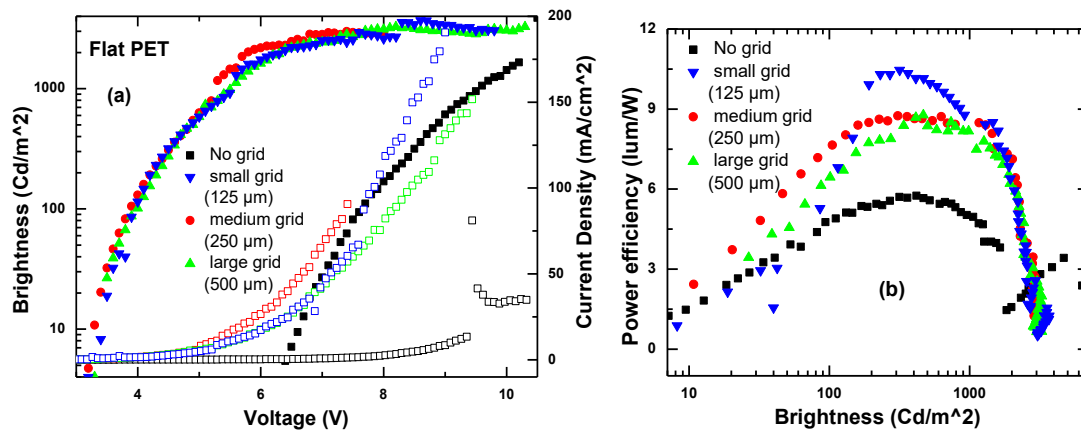 Flat PET
(a)
Brightness (Cd/m^2)
1000
100
10
No grid
small grid
(125 µm)
medium grid
(250 µm)
large grid
(500 µm)
4
6
8
10
Voltage (V)
200
150
100
50
0
Current Density (mA/cm^2)
Power efficiency (lum/W)
12
9
6
3
0
No grid
small grid
(125 µm)
medium grid
(250 µm)
large grid
(500 µm)
(b)
10
100
1000
Brightness (Cd/m^2)